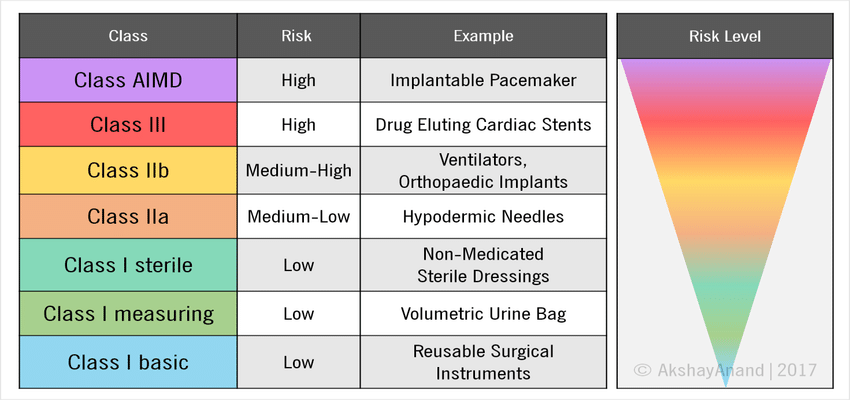 Class Risk Example Risk Level
Class AIMD High Implantable Pacemaker
Class III High Drug Eluting Cardiac Stents
Class IIb Medium-High Ventilators,
Orthopaedic Implants
Class IIa Medium-Low Hypodermic Needles
Class I sterile Low Non-Medicated
Sterile Dressings
Class I measuring Low Volumetric Urine Bag
Class I basic Low Reusable Surgical
Instruments
© AkshayAnand | 2017